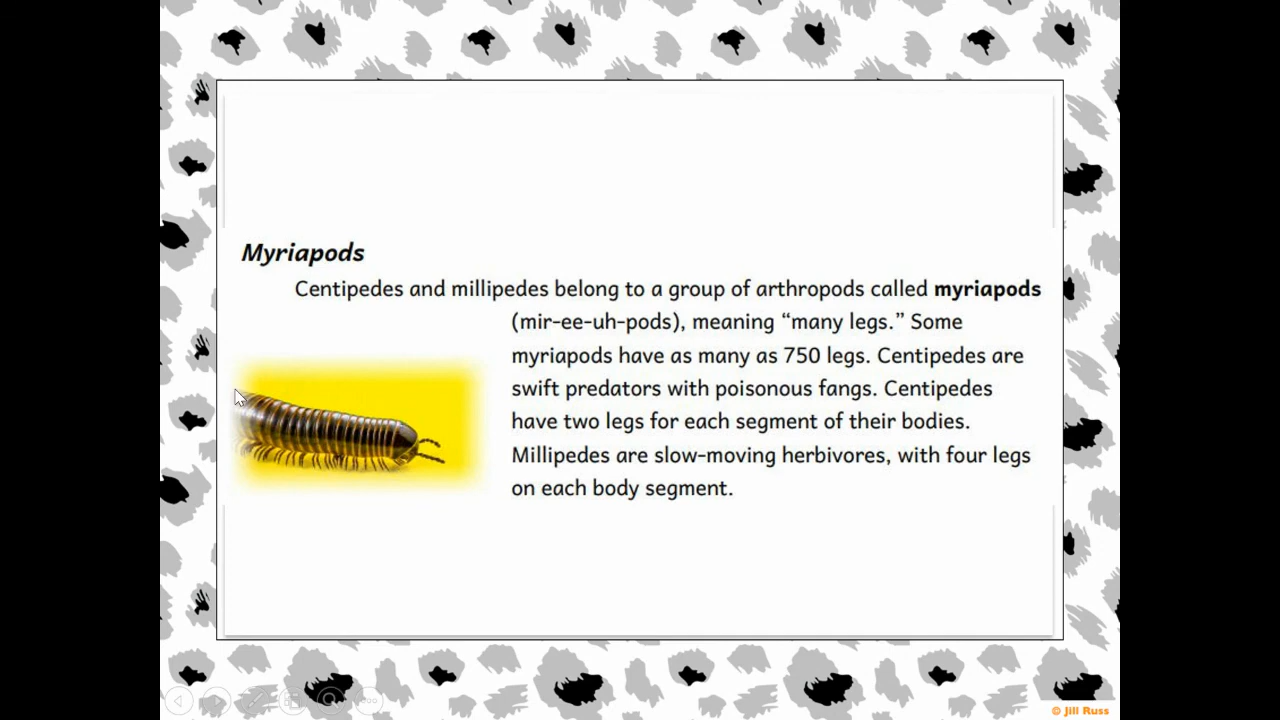 Myriapods
Centipedes and millipedes belong to a group of arthropods called myriapods
(mir-ee-uh-pods), meaning “many legs.” Some
myriapods have as many as 750 legs. Centipedes are
swift predators with poisonous fangs. Centipedes
have two legs for each segment of their bodies.
Millipedes are slow-moving herbivores, with four legs
on each body segment.
© Jill Russ